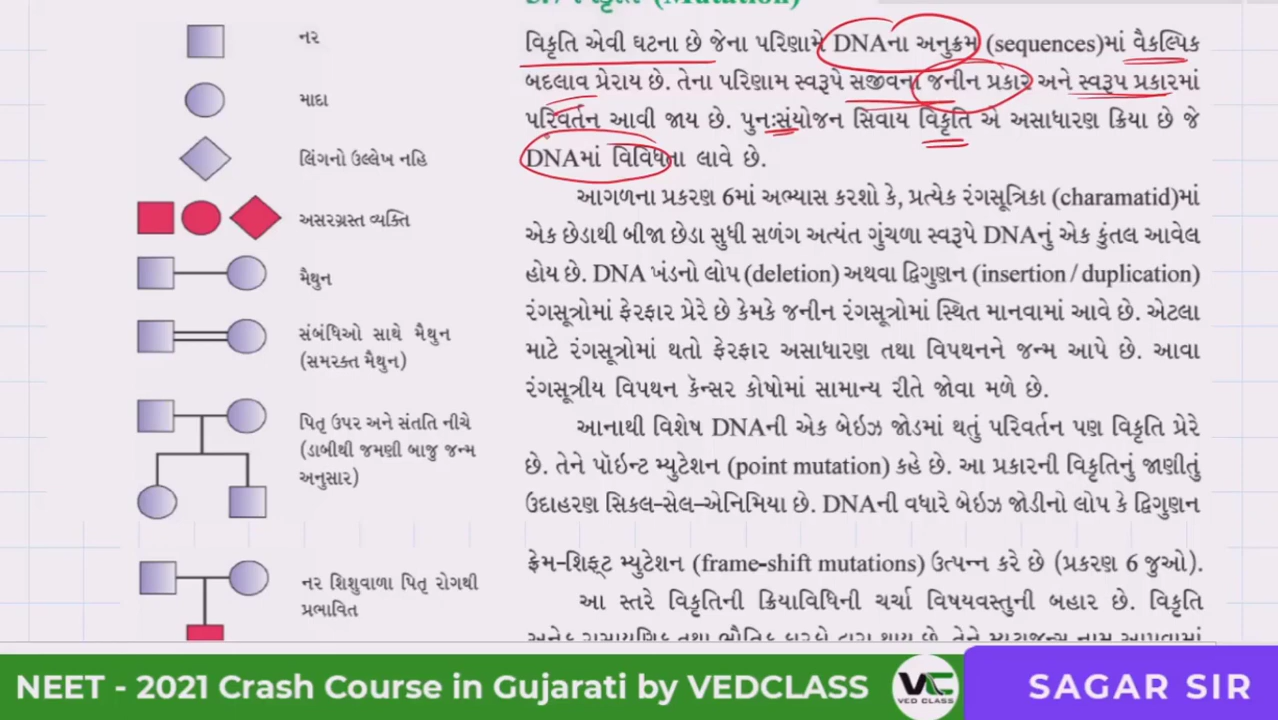 નર
માદા
લિંગનો ઉલ્લેખ નહિ
અસરગ્રસ્ત વ્યક્તિ
મૈથુન
સંબંધિઓ સાથે મૈથુન
(સમરક્ત મૈથુન)
પિતૃ ઉપર અને સંતતિ નીચે
(ડાબીથી જમણી બાજુ જન્મ
અનુસાર)
નર શિશુવાળા પિતૃ રોગથી
પ્રભાવિત
(Mutation)
વિકૃતિ એવી ઘટના છે જેના પરિણામે DNAના અનુક્રમ (sequences)માં વૈકલ્પિક
બદલાવ પ્રેરાય છે. તેના પરિણામ સ્વરૂપે સજીવના જનીન પ્રકાર અને સ્વરૂપ પ્રકારમાં
પરિવર્તન આવી જાય છે. પુનઃસંયોજન સિવાય વિકૃતિ એ અસાધારણ ક્રિયા છે જે
DNAમાં વિવિધતા લાવે છે.
આગળના પ્રકરણ 6માં અભ્યાસ કરશો કે, પ્રત્યેક રંગસૂત્રિકા (charamatid)માં
એક છેડાથી બીજા છેડા સુધી સળંગ અત્યંત ગુંચળા સ્વરૂપે DNAનું એક કુંતલ આવેલ
હોય છે. DNA ખંડનો લોપ (deletion) અથવા દ્વિગુણન (insertion / duplication)
રંગસૂત્રોમાં ફેરફાર પ્રેરે છે કેમકે જનીન રંગસૂત્રોમાં સ્થિત માનવામાં આવે છે. એટલા
માટે રંગસૂત્રોમાં થતો ફેરફાર અસાધારણ તથા વિપથનને જન્મ આપે છે. આવા
રંગસૂત્રીય વિપથન કૅન્સર કોષોમાં સામાન્ય રીતે જોવા મળે છે.
આનાથી વિશેષ DNAની એક બેઇઝ જોડમાં થતું પરિવર્તન પણ વિકૃતિ પ્રેરે
છે. તેને પૉઇન્ટ મ્યુટેશન (point mutation) કહે છે. આ પ્રકારની વિકૃતિનું જાણીતું
ઉદાહરણ સિકલ-સેલ-એનિમિયા છે. DNAની વધારે બેઇઝ જોડીનો લોપ કે દ્વિગુણન
ફ્રેમ-શિફ્ટ મ્યુટેશન (frame-shift mutations) ઉત્પન્ન કરે છે (પ્રકરણ 6 જુઓ).
આ સ્તરે વિકૃતિની ક્રિયાવિધિની ચર્ચા વિષયવસ્તુની બહાર છે. વિકૃતિ
NEET - 2021 Crash Course in Gujarati by VEDCLASS
VC
VED CLASS
SAGAR SIR